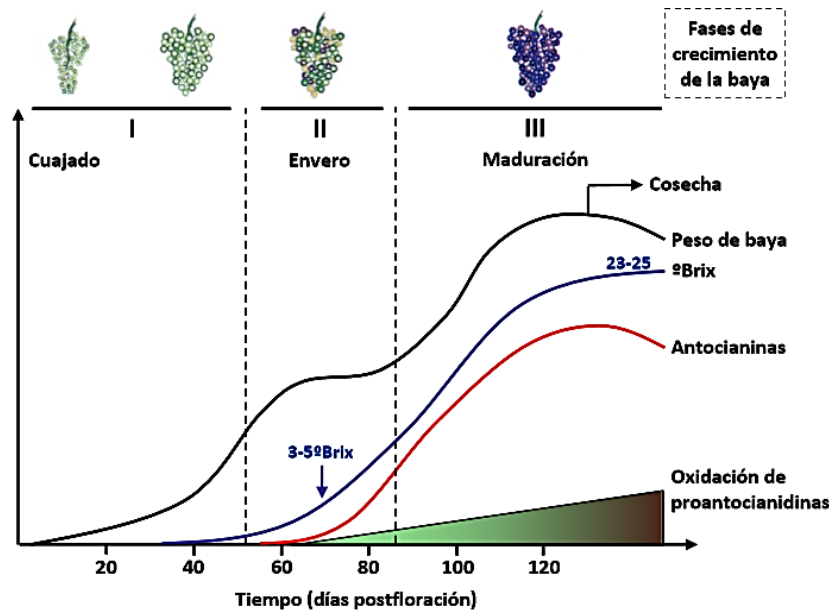 Fases de
crecimiento
de la baya
I
II
III
Cuajado
Envero
Maduración
Cosecha
Peso de baya
23-25
ºBrix
Antocianinas
3-5ºBrix
Oxidación de
proantocianidinas
20
40
60
80
100
120
Tiempo (días postfloración)